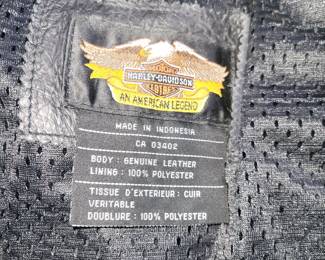 MOTOR
HARLEY-DAVIDSON
CLOTHES
AN AMERICAN LEGEND
MADE IN INDONESIA
CA 03402
BODY : GENUINE LEATHER
LINING : 100% POLYESTER
TISSUE D'EXTERIEUR : CUIR
VERITABLE
DOUBLURE : 100% POLYESTER